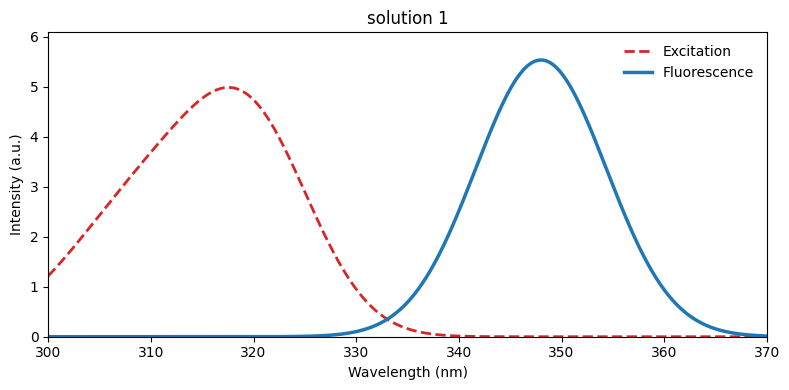 solution 1
Excitation
Fluorescence
Intensity (a.u.)
6
5
4
3
2
1
0
300 310 320 330 340 350 360 370
Wavelength (nm)